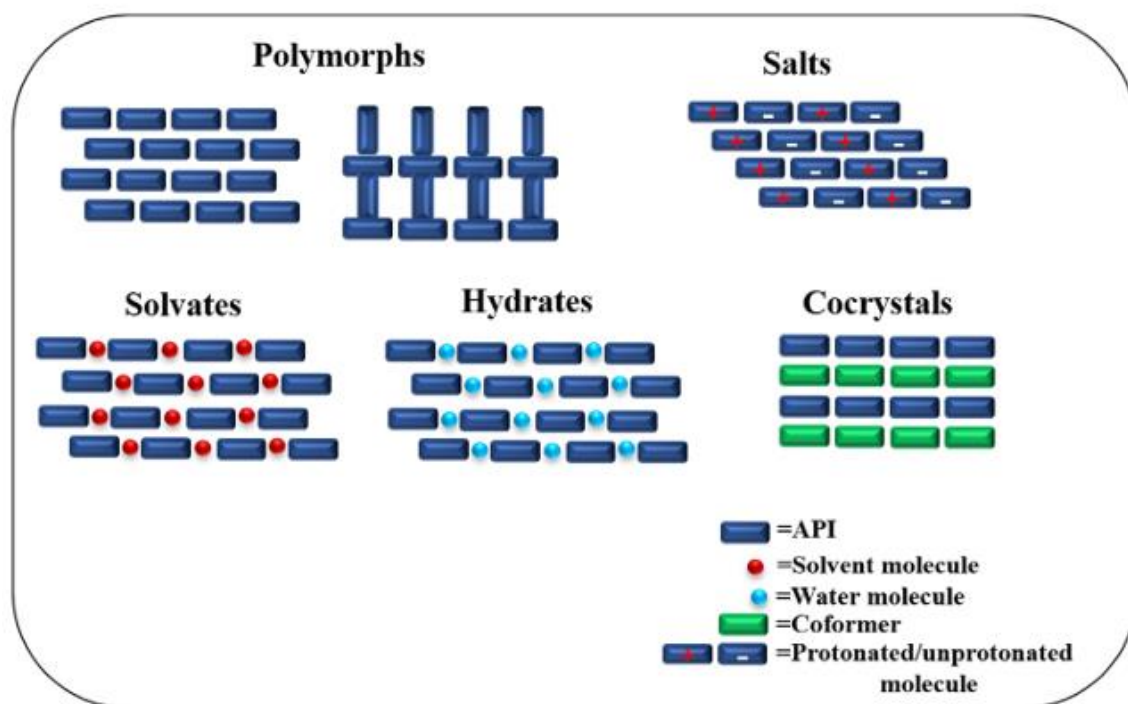 Polymorphs
Salts
Solvates
Hydrates
Cocrystals
=API
=Solvent molecule
=Water molecule
=Coformer
+ - =Protonated/unprotonated
molecule